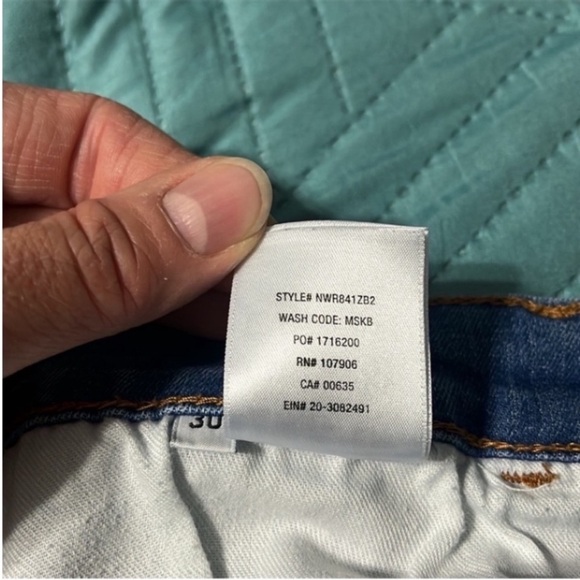 STYLE# NWR841ZB2
WASH CODE: MSKB
PO# 1716200
RN# 107906
CA# 00635
EIN# 20-3082491
30